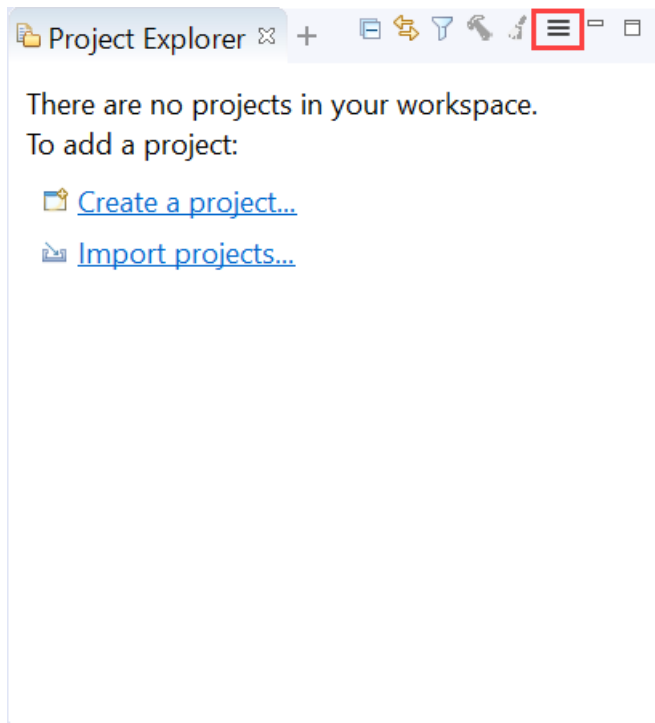 Project Explorer
There are no projects in your workspace.
To add a project:
Create a project...
Import projects...